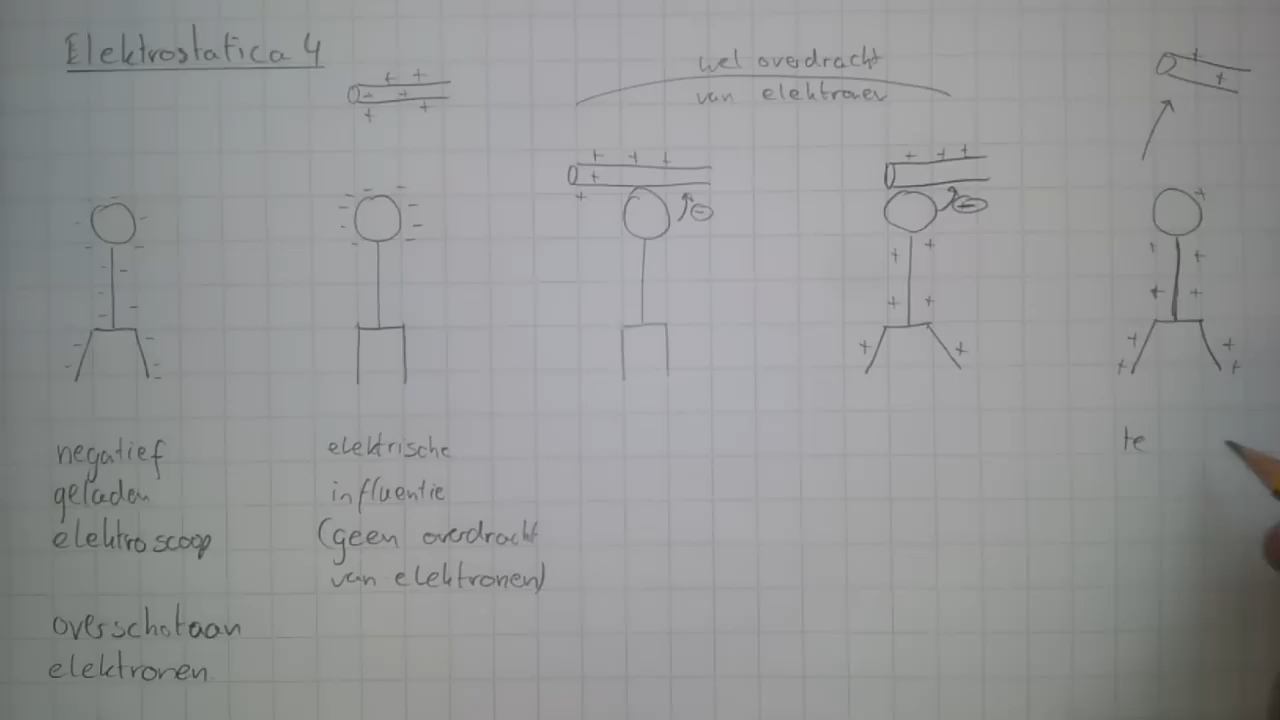 Elektrostatica 4
wel overdracht
van elektronen
negatief
geladen
elektroscoop
overschot aan
elektronen
elektrische
influentie
(geen overdracht
van elektronen)
te